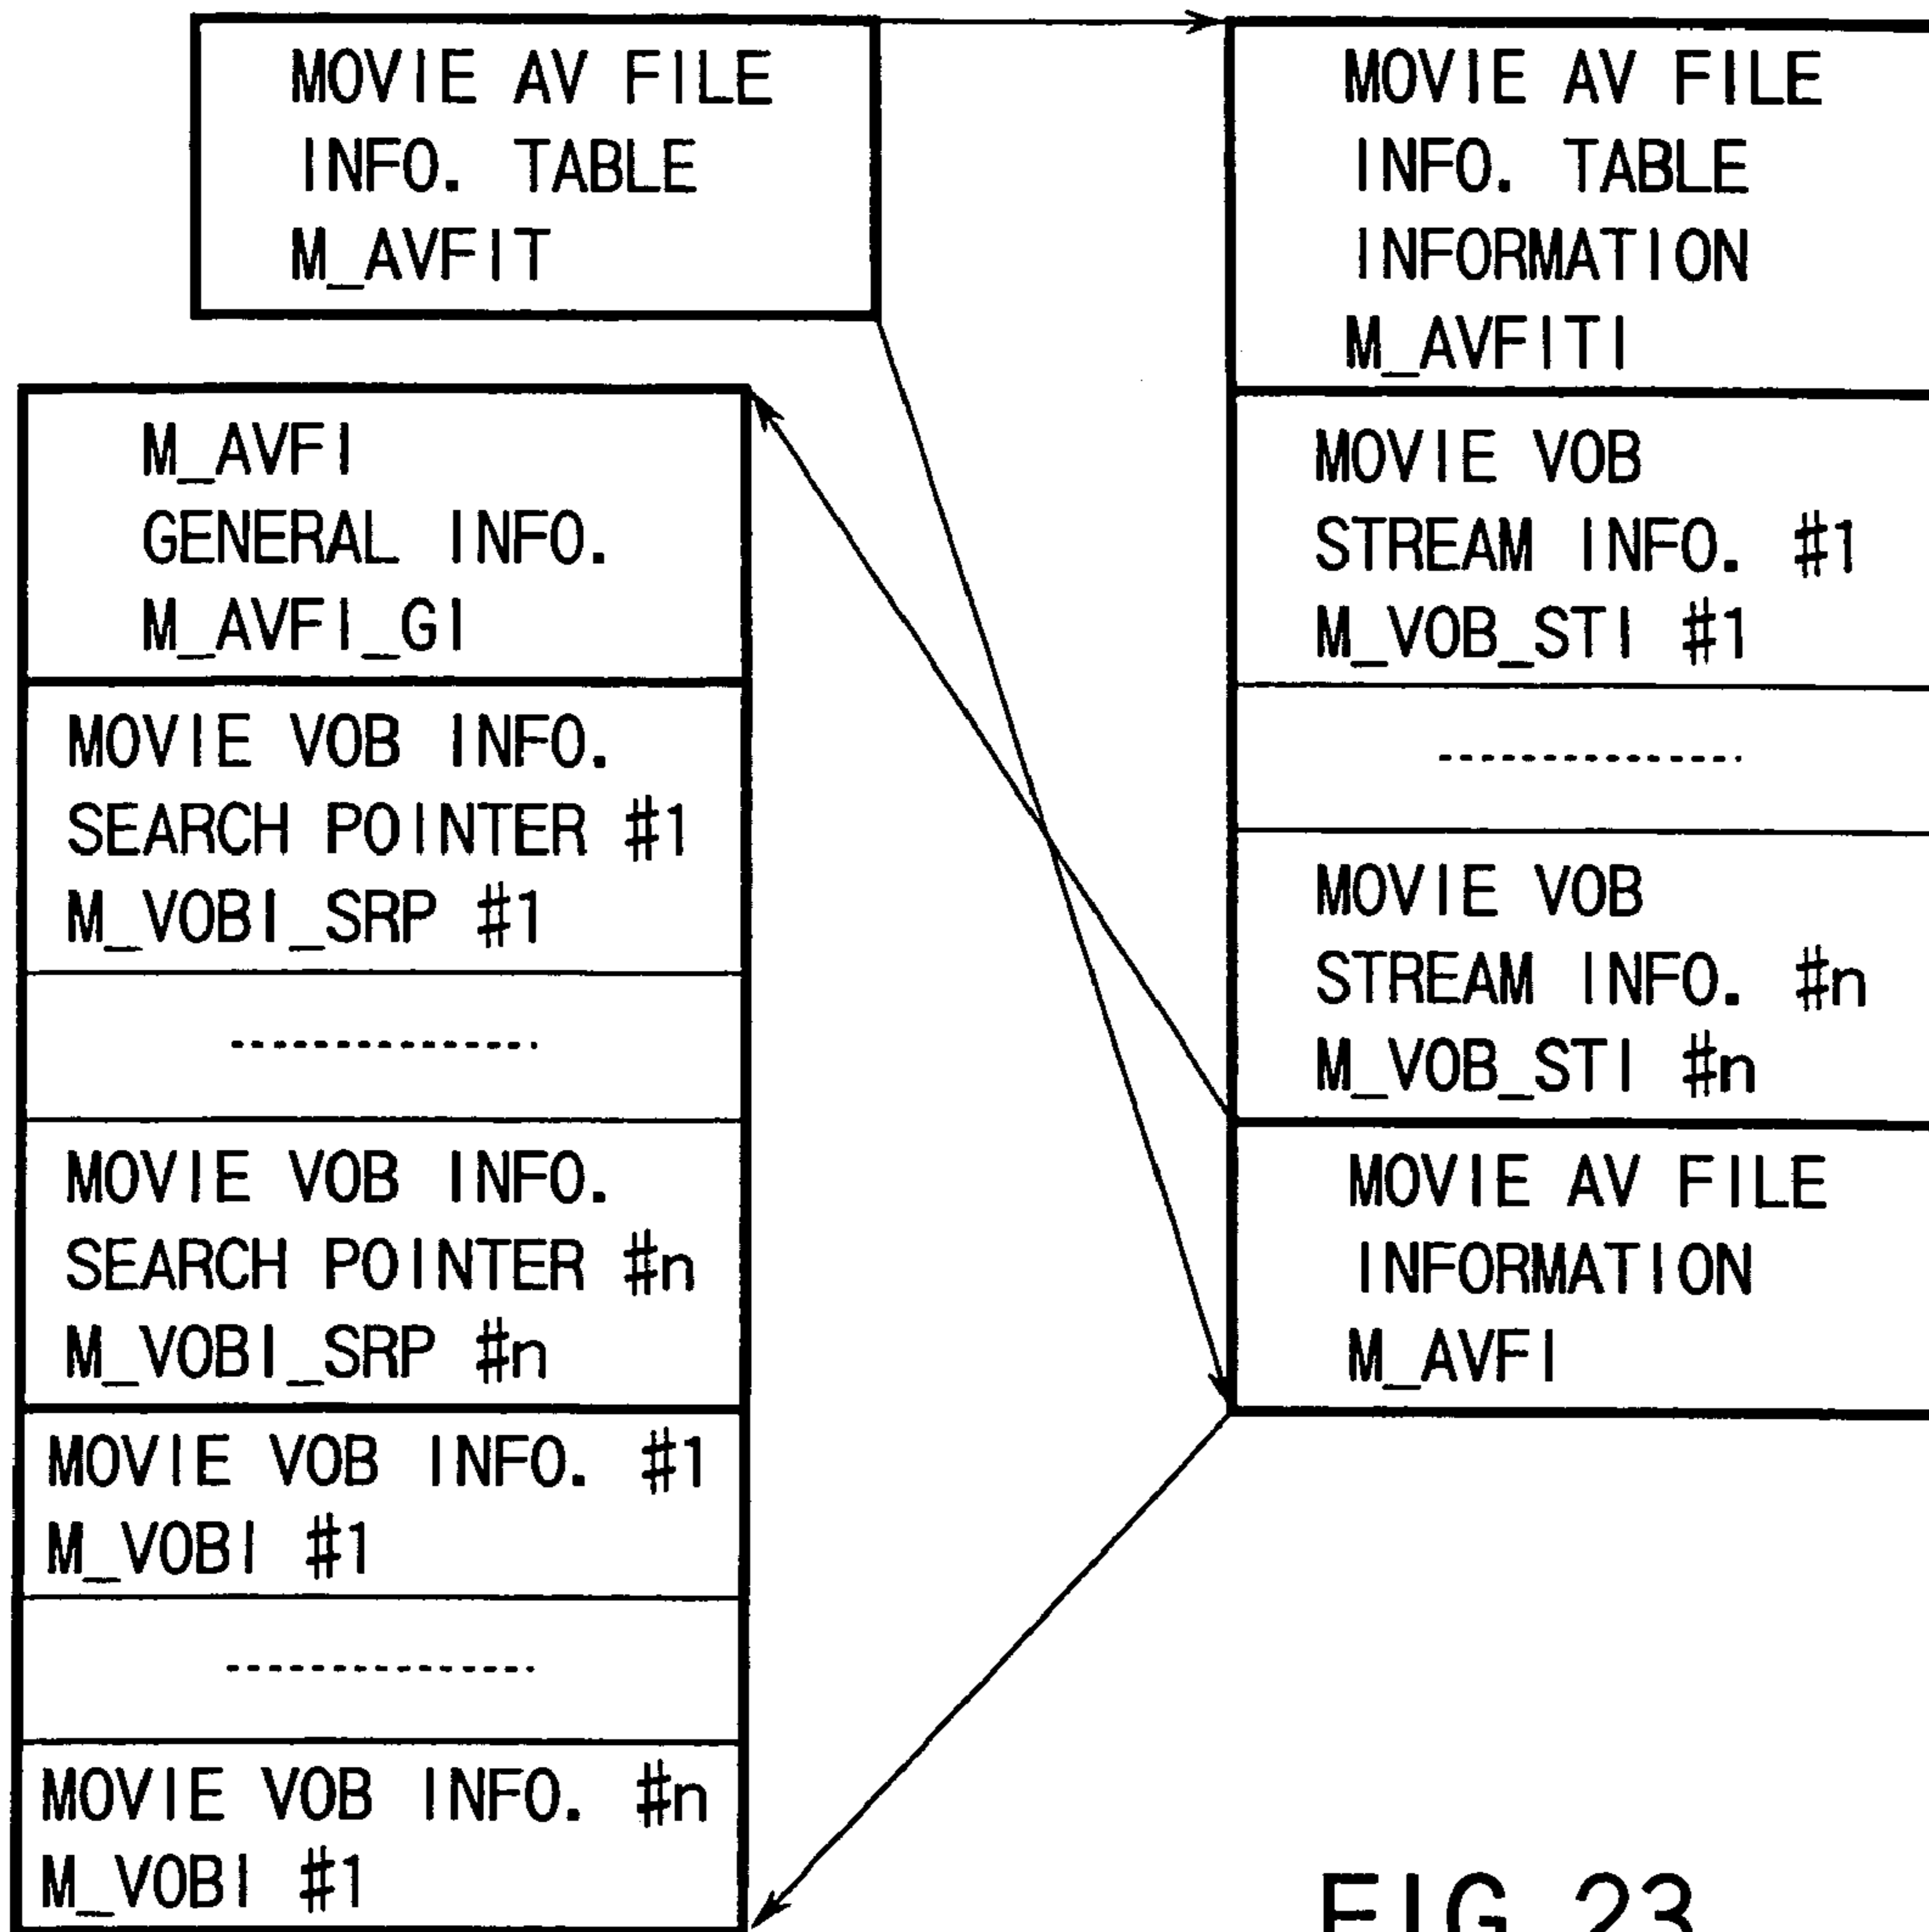 MOVIE AV FILE
INFO. TABLE
M_AVFIT
MOVIE AV FILE
INFO. TABLE
INFORMATION
M_AVFITI
MOVIE VOB
STREAM INFO. #1
M_VOB_STI #1
---------------
MOVIE VOB
STREAM INFO. #n
M_VOB_STI #n
MOVIE AV FILE
INFORMATION
M_AVFI
M_AVFI
GENERAL INFO.
M_AVFI_GI
MOVIE VOB INFO.
SEARCH POINTER #1
M_VOBI_SRP #1
---------------
MOVIE VOB INFO.
SEARCH POINTER #n
M_VOBI_SRP #n
MOVIE VOB INFO. #1
M_VOBI #1
---------------
MOVIE VOB INFO. #n
M_VOBI #1
FIG. 23